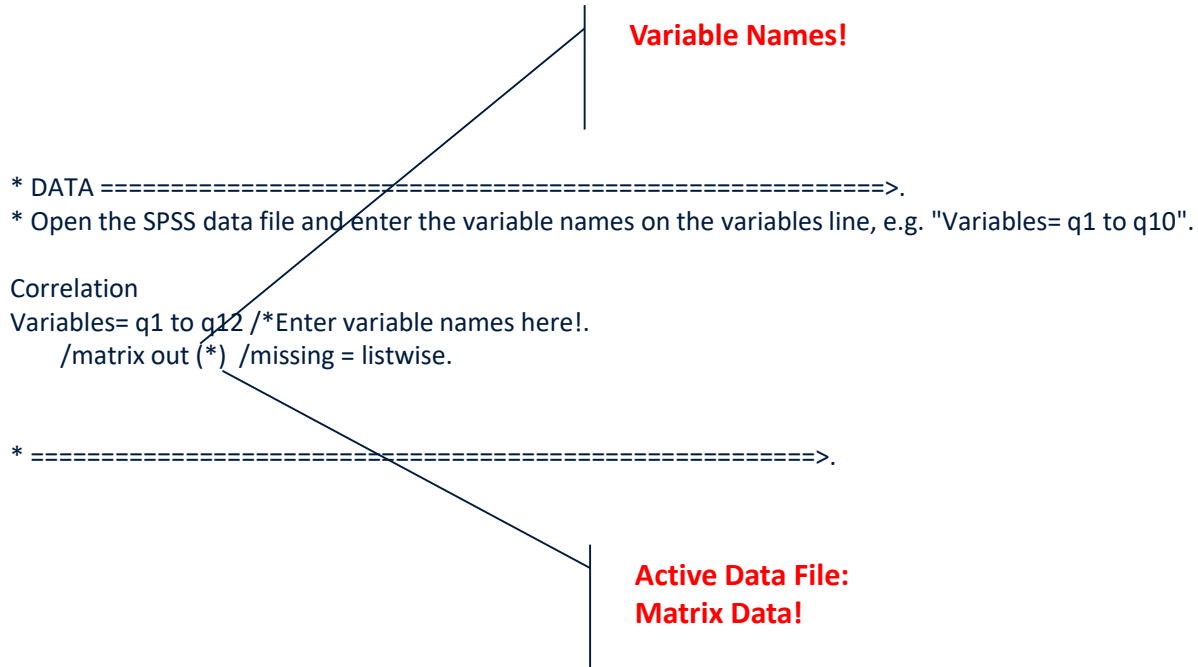 Variable Names!
* DATA ========================================================>.
* Open the SPSS data file and enter the variable names on the variables line, e.g. "Variables= q1 to q10".
Correlation
Variables= q1 to q12 /*Enter variable names here!.
/matrix out (*) /missing = listwise.
* ========================================================>.
Active Data File:
Matrix Data!